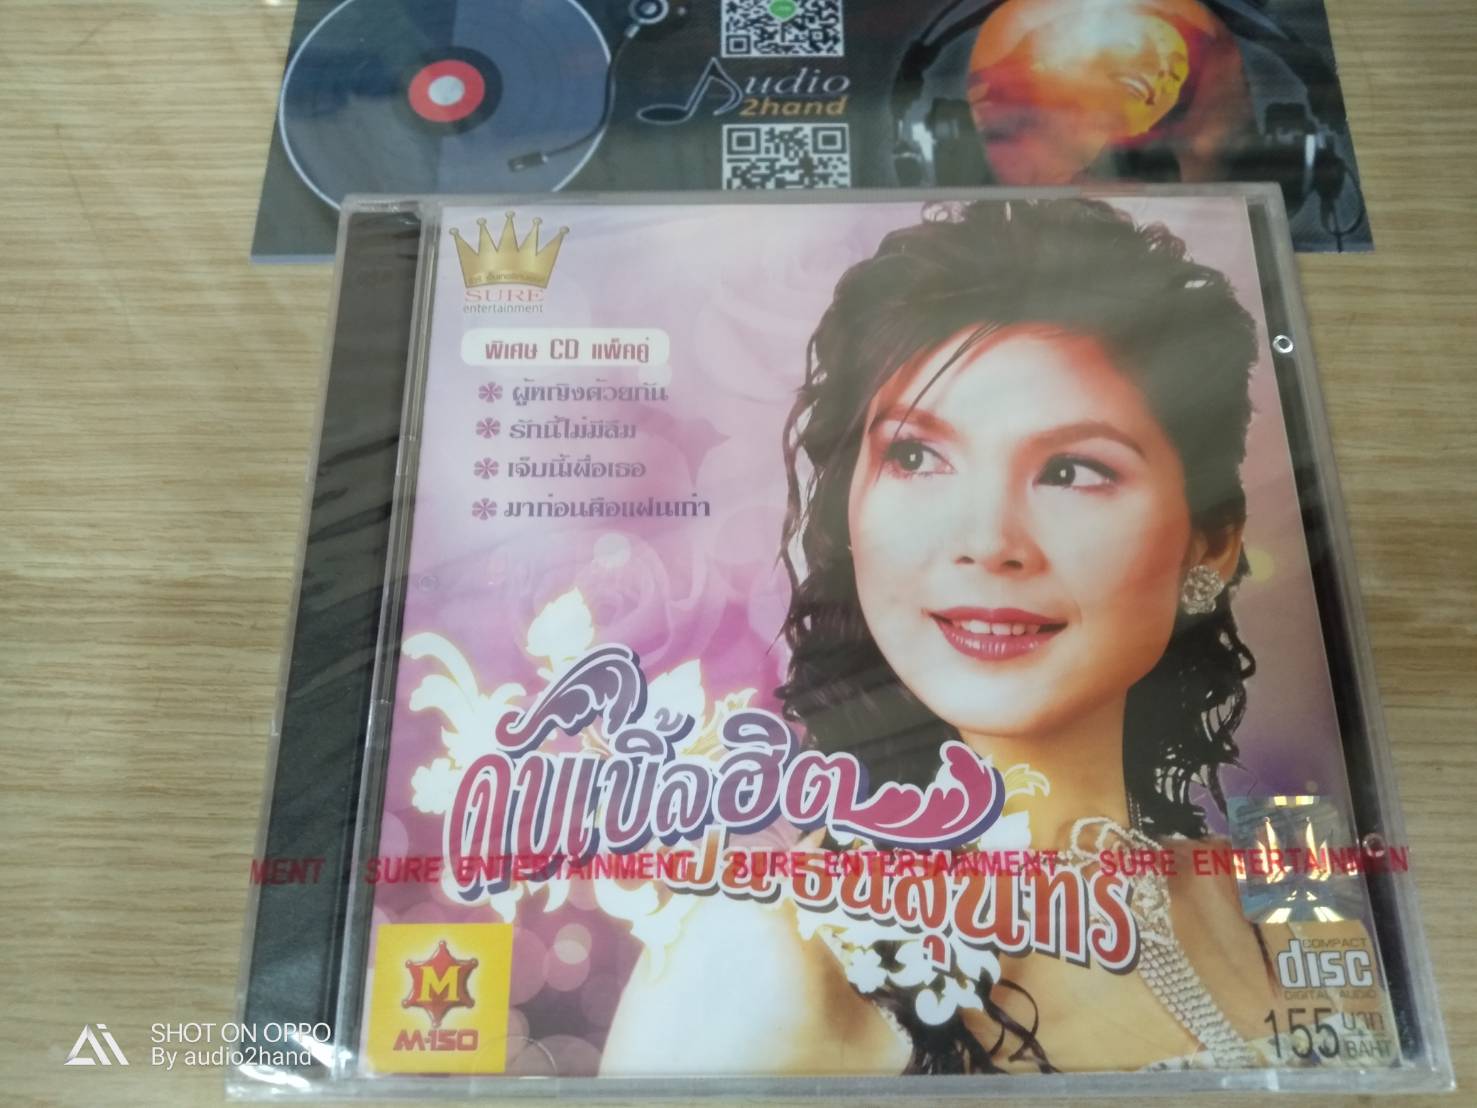 udio
2hand
SURE
entertainment
พิเศษ CD แพ็คคู่
ผู้หญิงด้วยกัน
รักนี้ไม่มีลืม
เจ็บนี้เพื่อเธอ
มาก่อนคือแฟนเก่า
ดับเบิ้ลฮิต
ฝน ธนสุนทร
MENT SURE ENTERTAINMENT SURE ENTERTAINMENT SURE ENTERTAINMEN
M
M-150
COMPACT
disc
DIGITAL AUDIO
155 บาท
BAHT
SHOT ON OPPO
By audio2hand